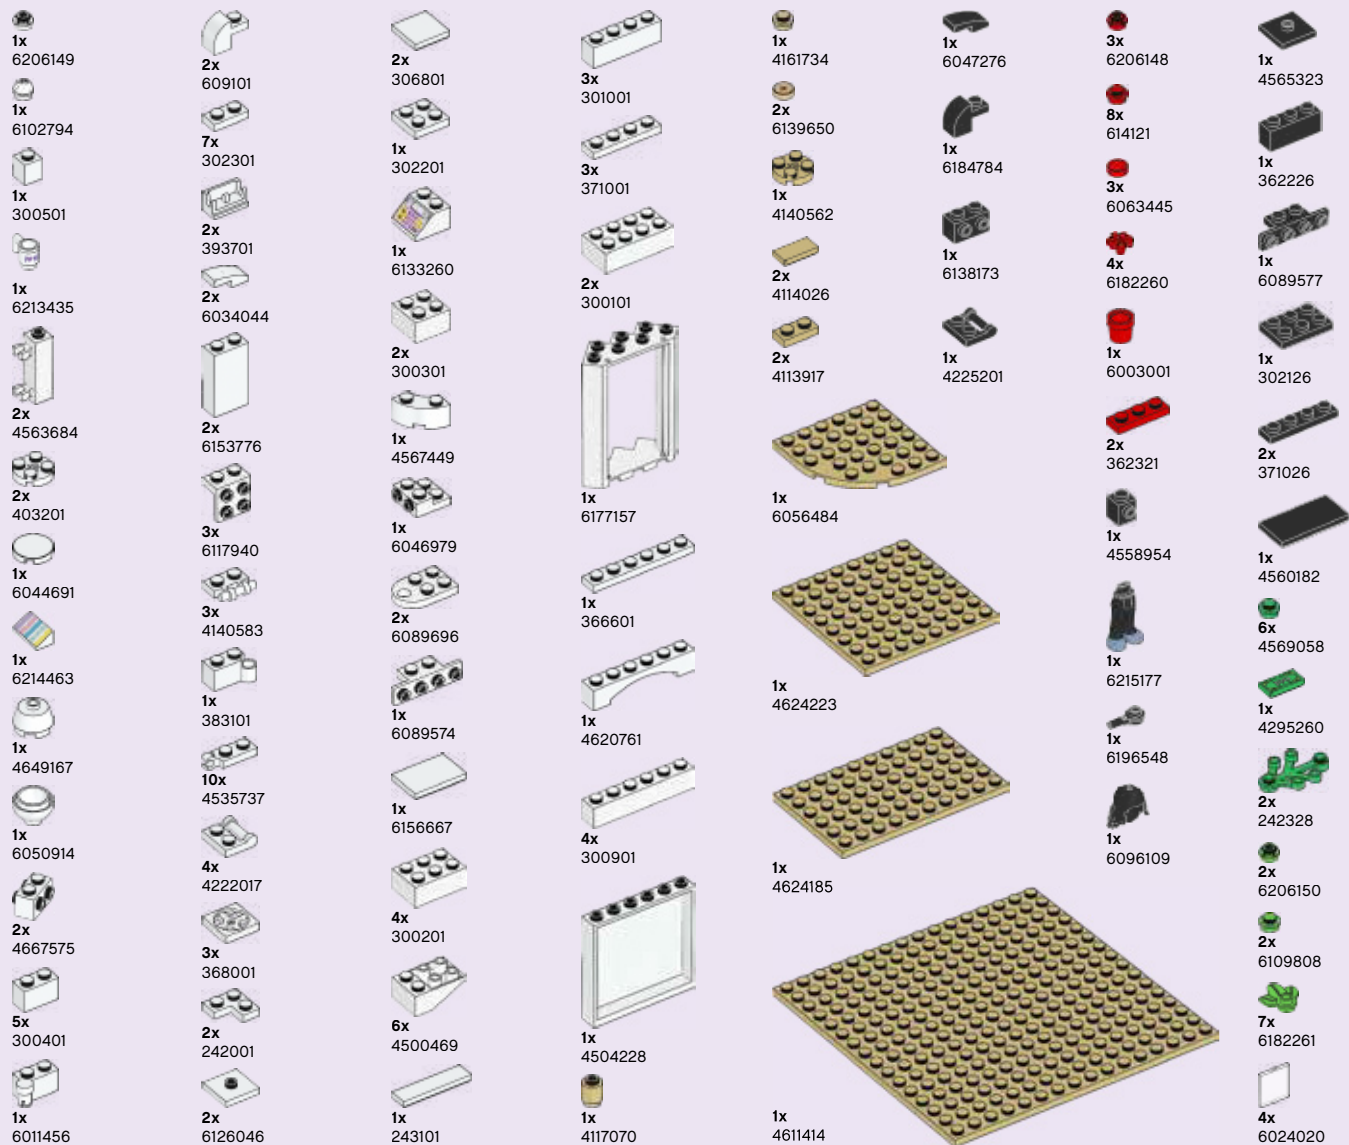 1x
6206149
1x
6102794
1x
300501
1x
6213435
2x
4563684
2x
403201
1x
6044691
1x
6214463
1x
4649167
1x
6050914
2x
4667575
5x
300401
1x
6011456
2x
609101
7x
302301
2x
393701
2x
6034044
2x
6153776
3x
6117940
3x
4140583
1x
383101
10x
4535737
4x
4222017
3x
368001
2x
242001
2x
6126046
2x
306801
1x
302201
1x
6133260
2x
300301
1x
4567449
1x
6046979
2x
6089696
1x
6089574
1x
6156667
4x
300201
6x
4500469
1x
243101
3x
301001
3x
371001
2x
300101
1x
6177157
1x
366601
1x
4620761
4x
300901
1x
4504228
1x
4117070
1x
4161734
2x
6139650
1x
4140562
2x
4114026
2x
4113917
1x
6056484
1x
4624223
1x
4624185
1x
4611414
1x
6047276
1x
6184784
1x
6138173
1x
4225201
3x
6206148
8x
614121
3x
6063445
4x
6182260
1x
6003001
2x
362321
1x
4558954
1x
6215177
1x
6196548
1x
6096109
1x
4565323
1x
362226
1x
6089577
1x
302126
2x
371026
1x
4560182
6x
4569058
1x
4295260
2x
242328
2x
6206150
2x
6109808
7x
6182261
4x
6024020